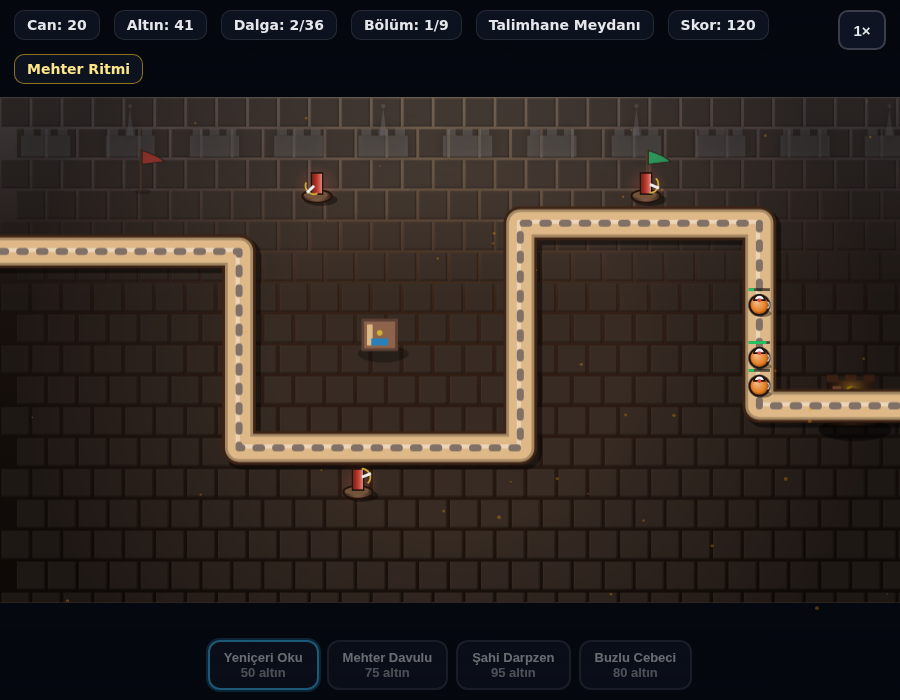 Can: 20
Altın: 41
Dalga: 2/36
Bölüm: 1/9
Talimhane Meydanı
Skor: 120
1×
Mehter Ritmi
Yeniçeri Oku
50 altın
Mehter Davulu
75 altın
Şahi Darpzen
95 altın
Buzlu Cebeci
80 altın